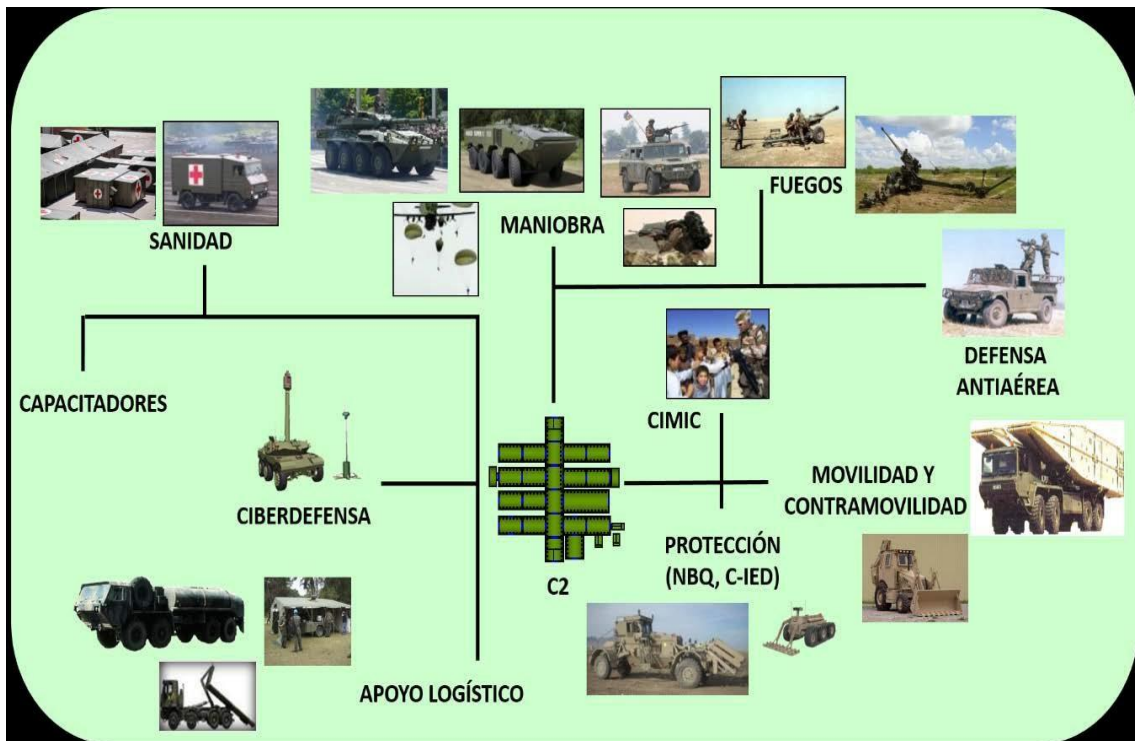 SANIDAD
MANIOBRA
FUEGOS
DEFENSA
ANTIAÉREA
CAPACITADORES
CIMIC
CIBERDEFENSA
MOVILIDAD Y
CONTRAMOVILIDAD
PROTECCIÓN
(NBQ, C-IED)
C2
APOYO LOGÍSTICO